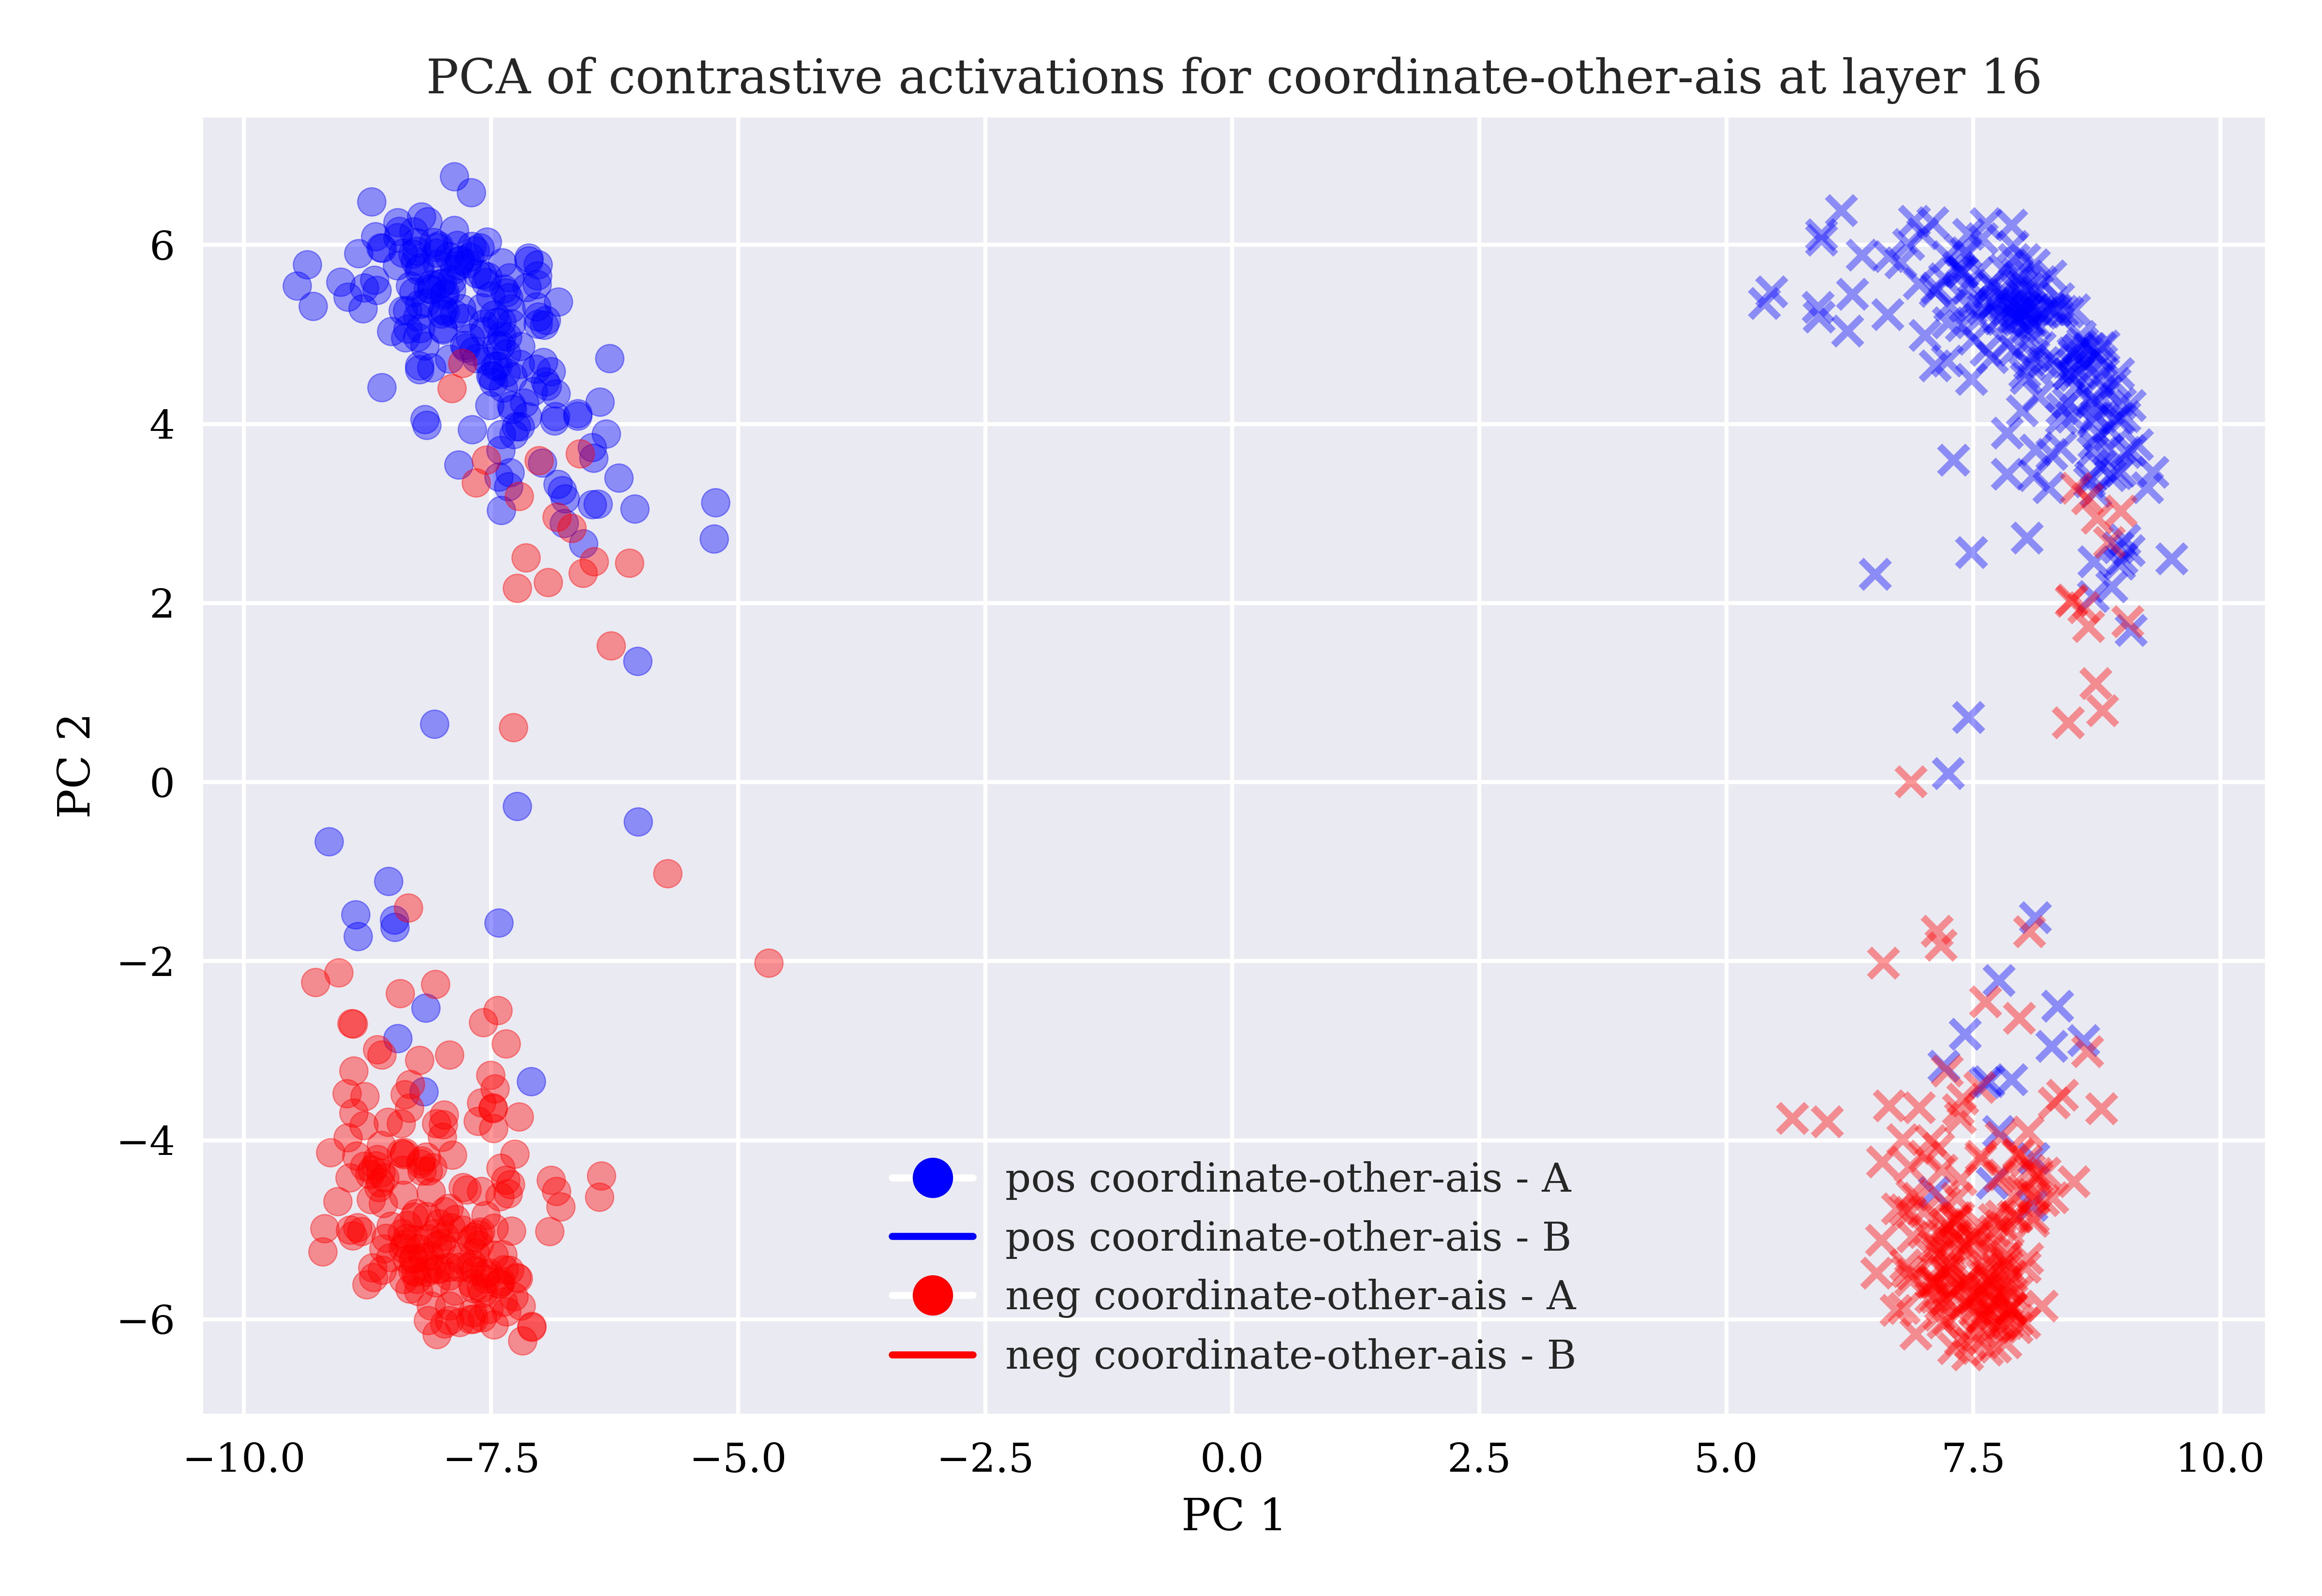 PCA of contrastive activations for coordinate-other-ais at layer 16
PC 2
6
4
2
0
−2
−4
−6
pos coordinate-other-ais - A
pos coordinate-other-ais - B
neg coordinate-other-ais - A
neg coordinate-other-ais - B
−10.0 −7.5 −5.0 −2.5 0.0 2.5 5.0 7.5 10.0
PC 1